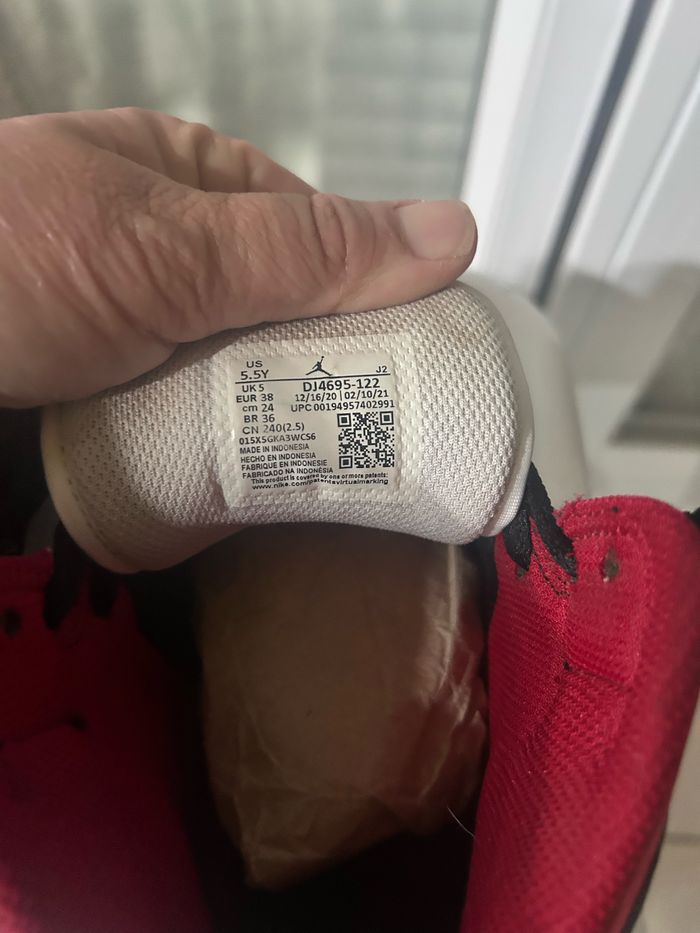 US
5.5Y
J2
UK 5
DJ4695-122
EUR 38
12/16/20 | 02/10/21
cm 24
UPC 00194957402991
BR 36
CN 240(2.5)
015X5GKA3WCS6
MADE IN INDONESIA
HECHO EN INDONESIA
FABRIQUE EN INDONESIE
FABRICADO NA INDONÉSIA
This product is covered by one or more patents:
www.nike.com/patentsvirtualmarking